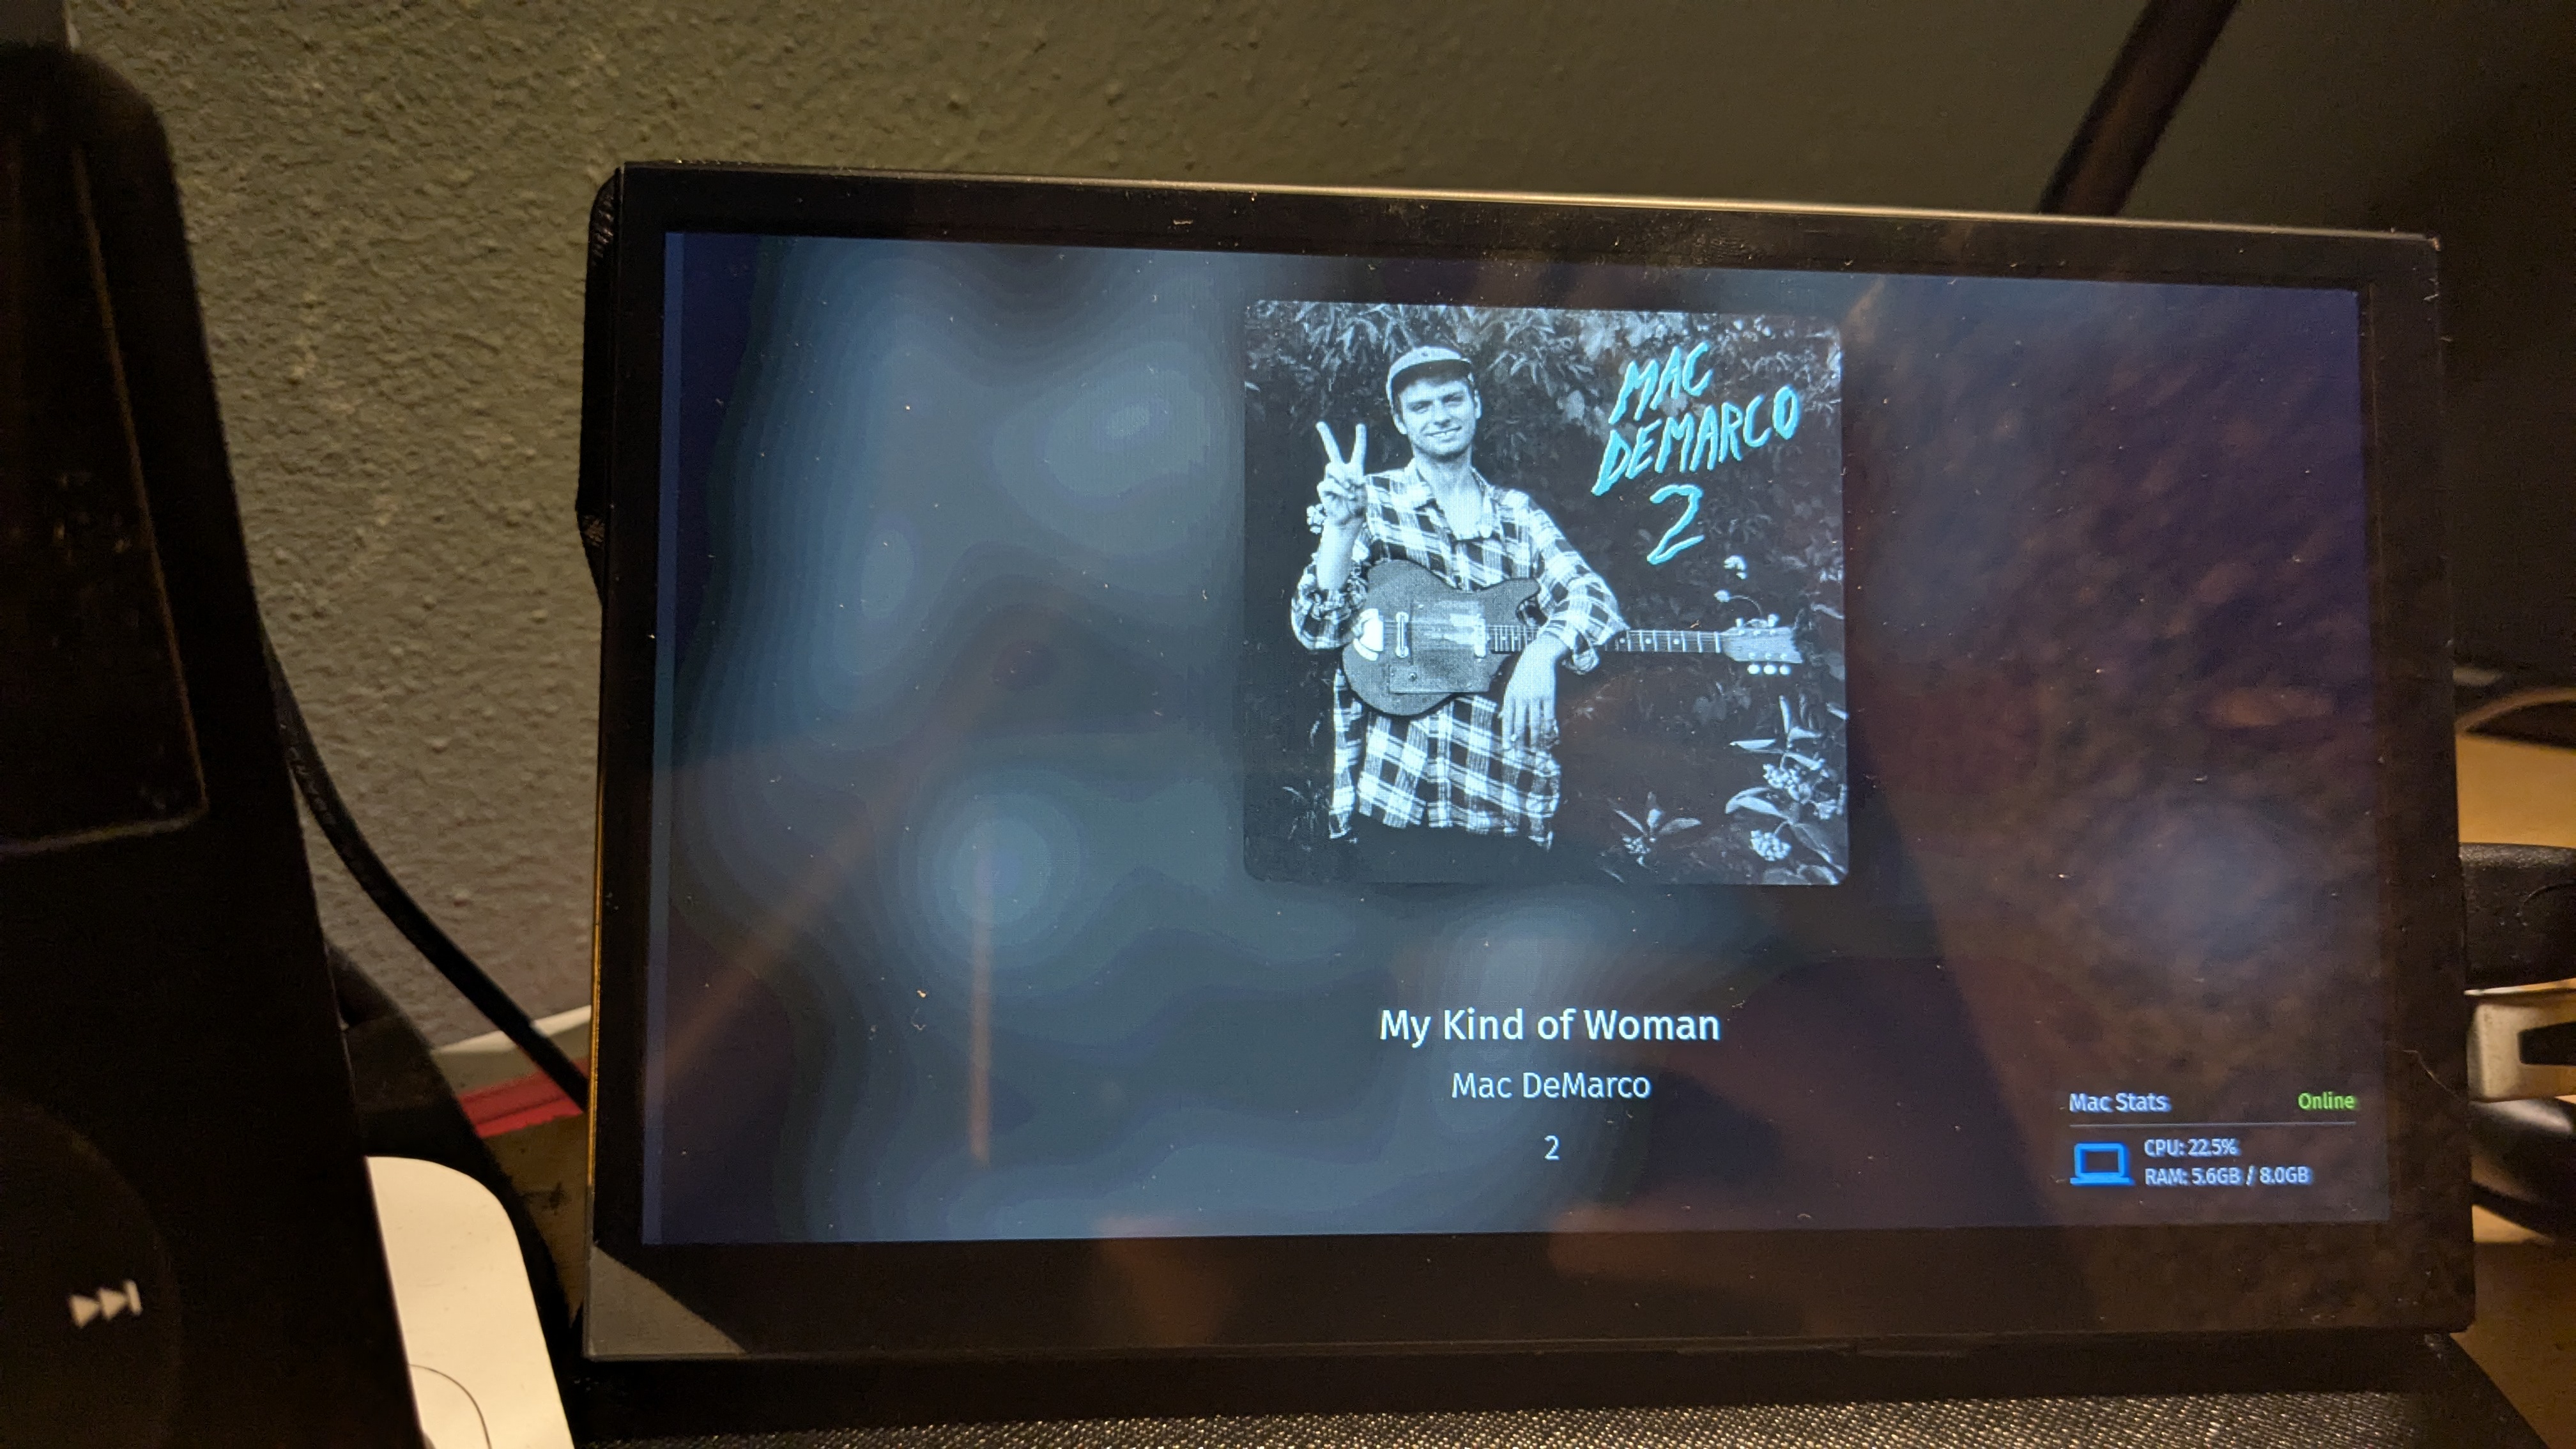 MAC
DEMARCO
2
My Kind of Woman
Mac DeMarco
2
Mac Stats Online
CPU: 22.5%
RAM: 5.6GB / 8.0GB